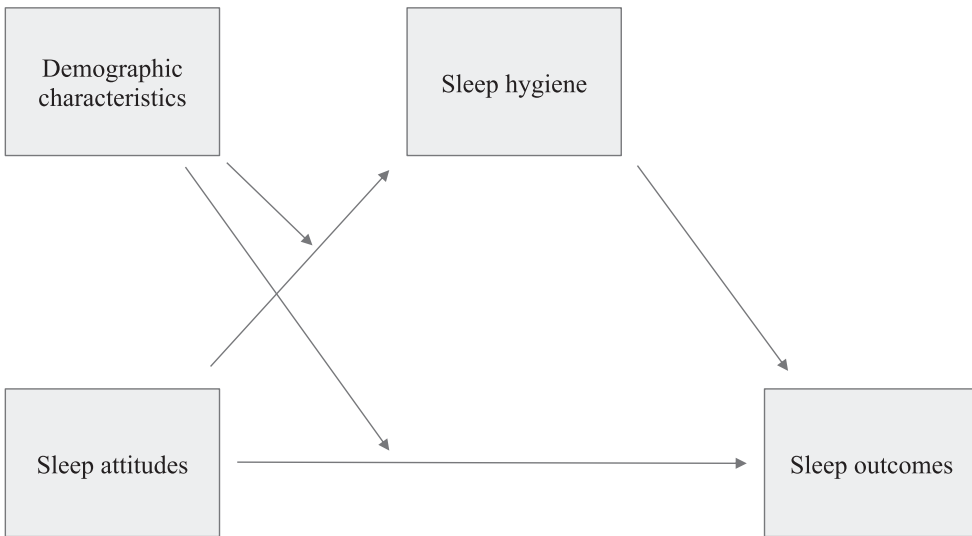 Demographic
characteristics
Sleep hygiene
Sleep attitudes
Sleep outcomes